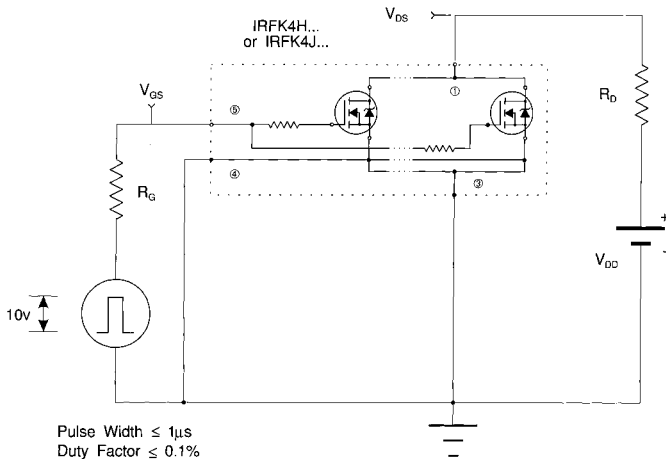 IRFK4H...
or IRFK4J...
V_DS
V_GS
①
⑤
R_D
④
③
R_G
+
V_DD
-
10v
Pulse Width ≤ 1µs
Duty Factor ≤ 0.1%